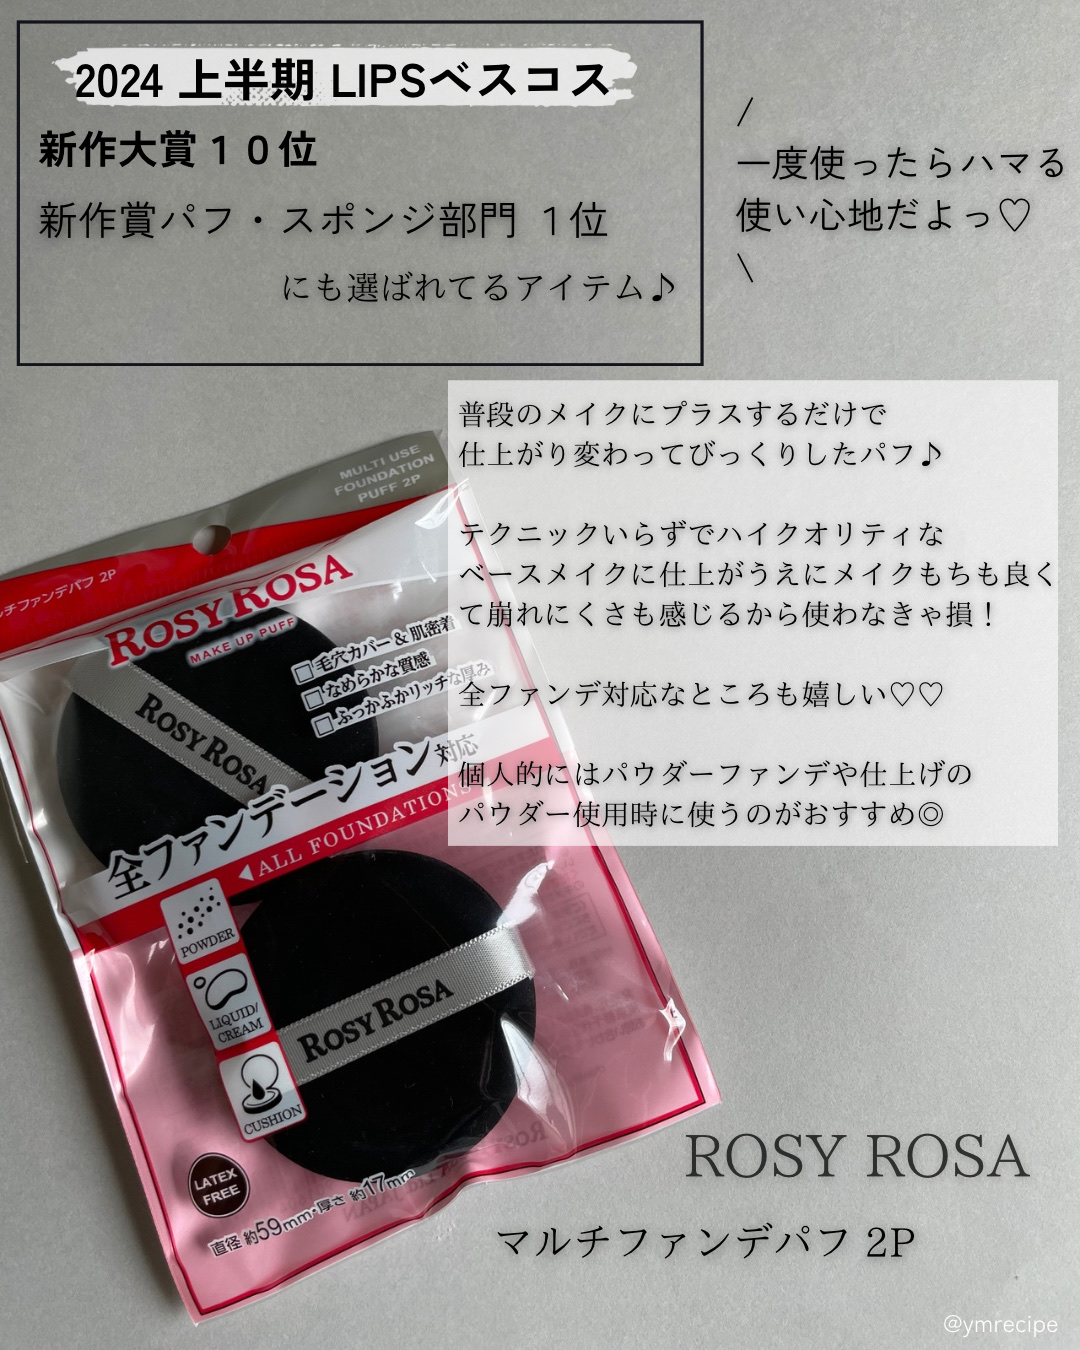 2024 上半期 LIPSベスコス
新作大賞１０位
新作賞パフ・スポンジ部門 １位
にも選ばれてるアイテム♪
一度使ったらハマる
使い心地だよっ♡
普段のメイクにプラスするだけで
仕上がり変わってびっくりしたパフ♪
テクニックいらずでハイクオリティな
ベースメイクに仕上がうえにメイクもちも良く
て崩れにくさも感じるから使わなきゃ損！
全ファンデ対応なところも嬉しい♡♡
個人的にはパウダーファンデや仕上げの
パウダー使用時に使うのがおすすめ◎
MULTI USE
FOUNDATION
PUFF 2P
ルチファンデパフ 2P
ROSY ROSA
MAKE UP PUFF
□毛穴カバー＆肌密着
□なめらかな質感
□ふっかふかリッチな厚み
ROSY ROSA
全ファンデーション対応
◀ALL FOUNDATIONS
POWDER
LIQUID/
CREAM
CUSHION
ROSY ROSA
LATEX
FREE
直径 約59mm・厚さ 約17mm
ROSY ROSA
マルチファンデパフ 2P
@ymrecipe